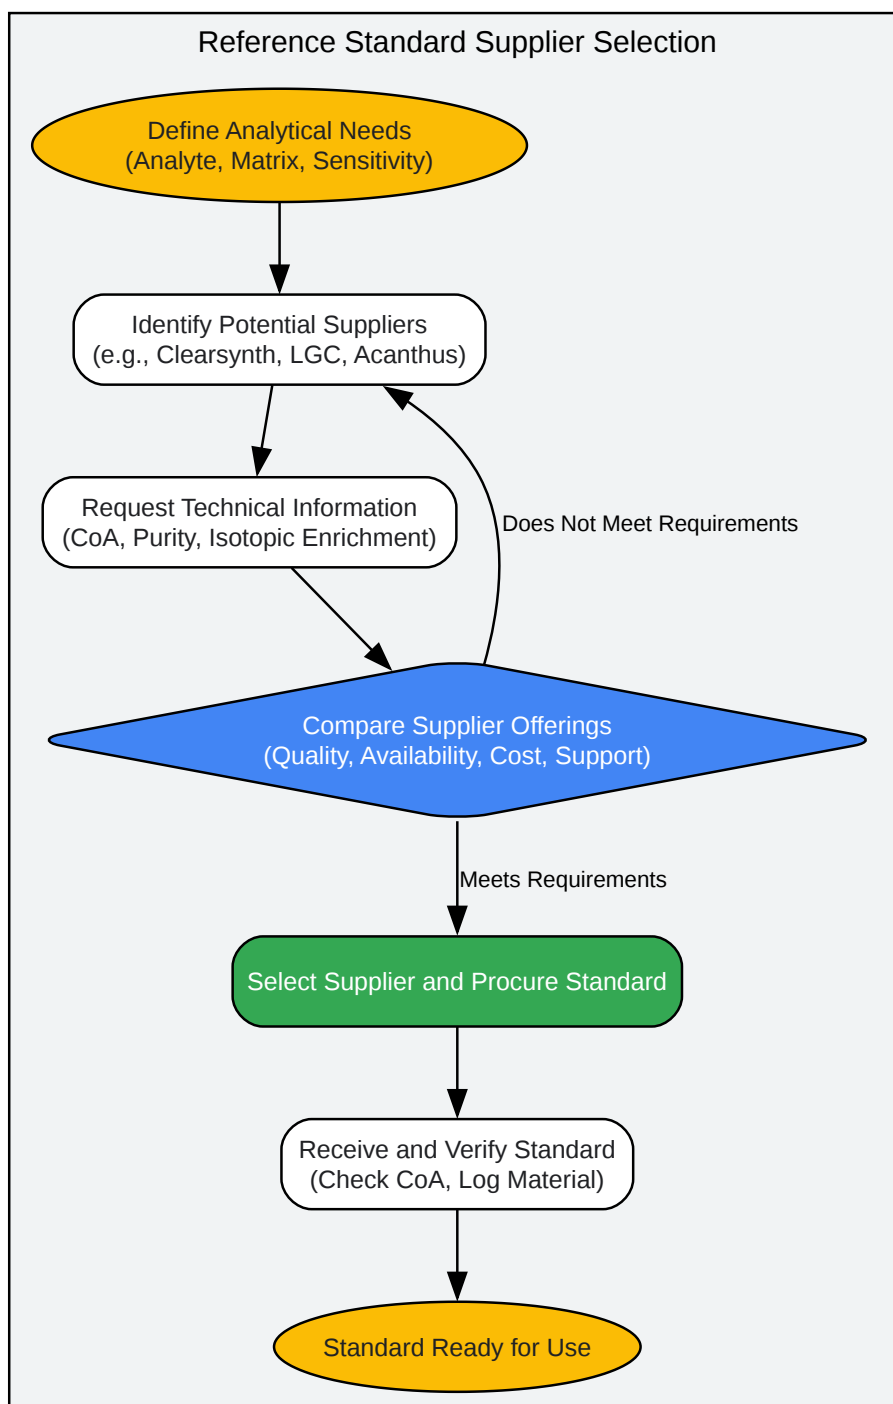 Reference Standard Supplier Selection
Define Analytical Needs
(Analyte, Matrix, Sensitivity)
Identify Potential Suppliers
(e.g., Clearsynth, LGC, Acanthus)
Request Technical Information
(CoA, Purity, Isotopic Enrichment)
Does Not Meet Requirements
Compare Supplier Offerings
(Quality, Availability, Cost, Support)
Meets Requirements
Select Supplier and Procure Standard
Receive and Verify Standard
(Check CoA, Log Material)
Standard Ready for Use